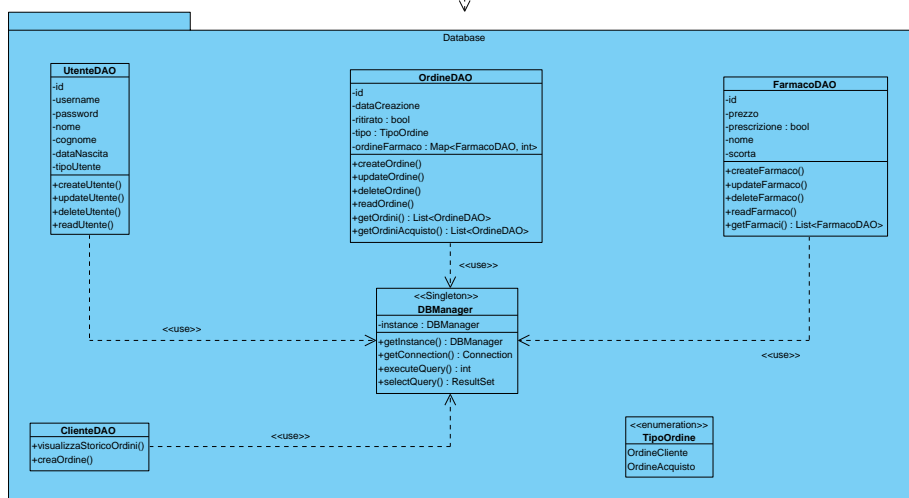 Database
UtenteDAO
-id
-username
-password
-nome
-cognome
-dataNascita
-tipoUtente
+createUtente()
+updateUtente()
+deleteUtente()
+readUtente()
OrdineDAO
-id
-dataCreazione
-ritirato : bool
-tipo : TipoOrdine
-ordineFarmaco : Map<FarmacoDAO, int>
+createOrdine()
+updateOrdine()
+deleteOrdine()
+readOrdine()
+getOrdini() : List<OrdineDAO>
+getOrdiniAcquisto() : List<OrdineDAO>
FarmacoDAO
-id
-prezzo
-prescrizione : bool
-nome
-scorta
+createFarmaco()
+updateFarmaco()
+deleteFarmaco()
+readFarmaco()
+getFarmaci() : List<FarmacoDAO>
<<use>>
<<use>>
<<use>>
<<Singleton>>
DBManager
-instance : DBManager
+getInstance() : DBManager
+getConnection() : Connection
+executeQuery() : int
+selectQuery() : ResultSet
ClienteDAO
+visualizzaStoricoOrdini()
+creaOrdine()
<<use>>
<<enumeration>>
TipoOrdine
OrdineCliente
OrdineAcquisto